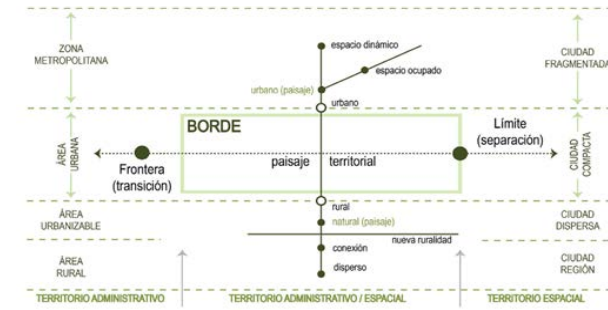 espacio dinámico
ZONA
METROPOLITANA
CIUDAD
FRAGMENTADA
espacio ocupado
urbano (paisaje)
urbano
BORDE
Límite
(separación)
ÁREA
URBANA
CIUDAD
COMPACTA
paisaje territorial
Frontera
(transición)
rural
ÁREA
URBANIZABLE
natural (paisaje)
CIUDAD
DISPERSA
nueva ruralidad
conexión
ÁREA
RURAL
CIUDAD
REGIÓN
disperso
TERRITORIO ADMINISTRATIVO
TERRITORIO ADMINISTRATIVO / ESPACIAL
TERRITORIO ESPACIAL